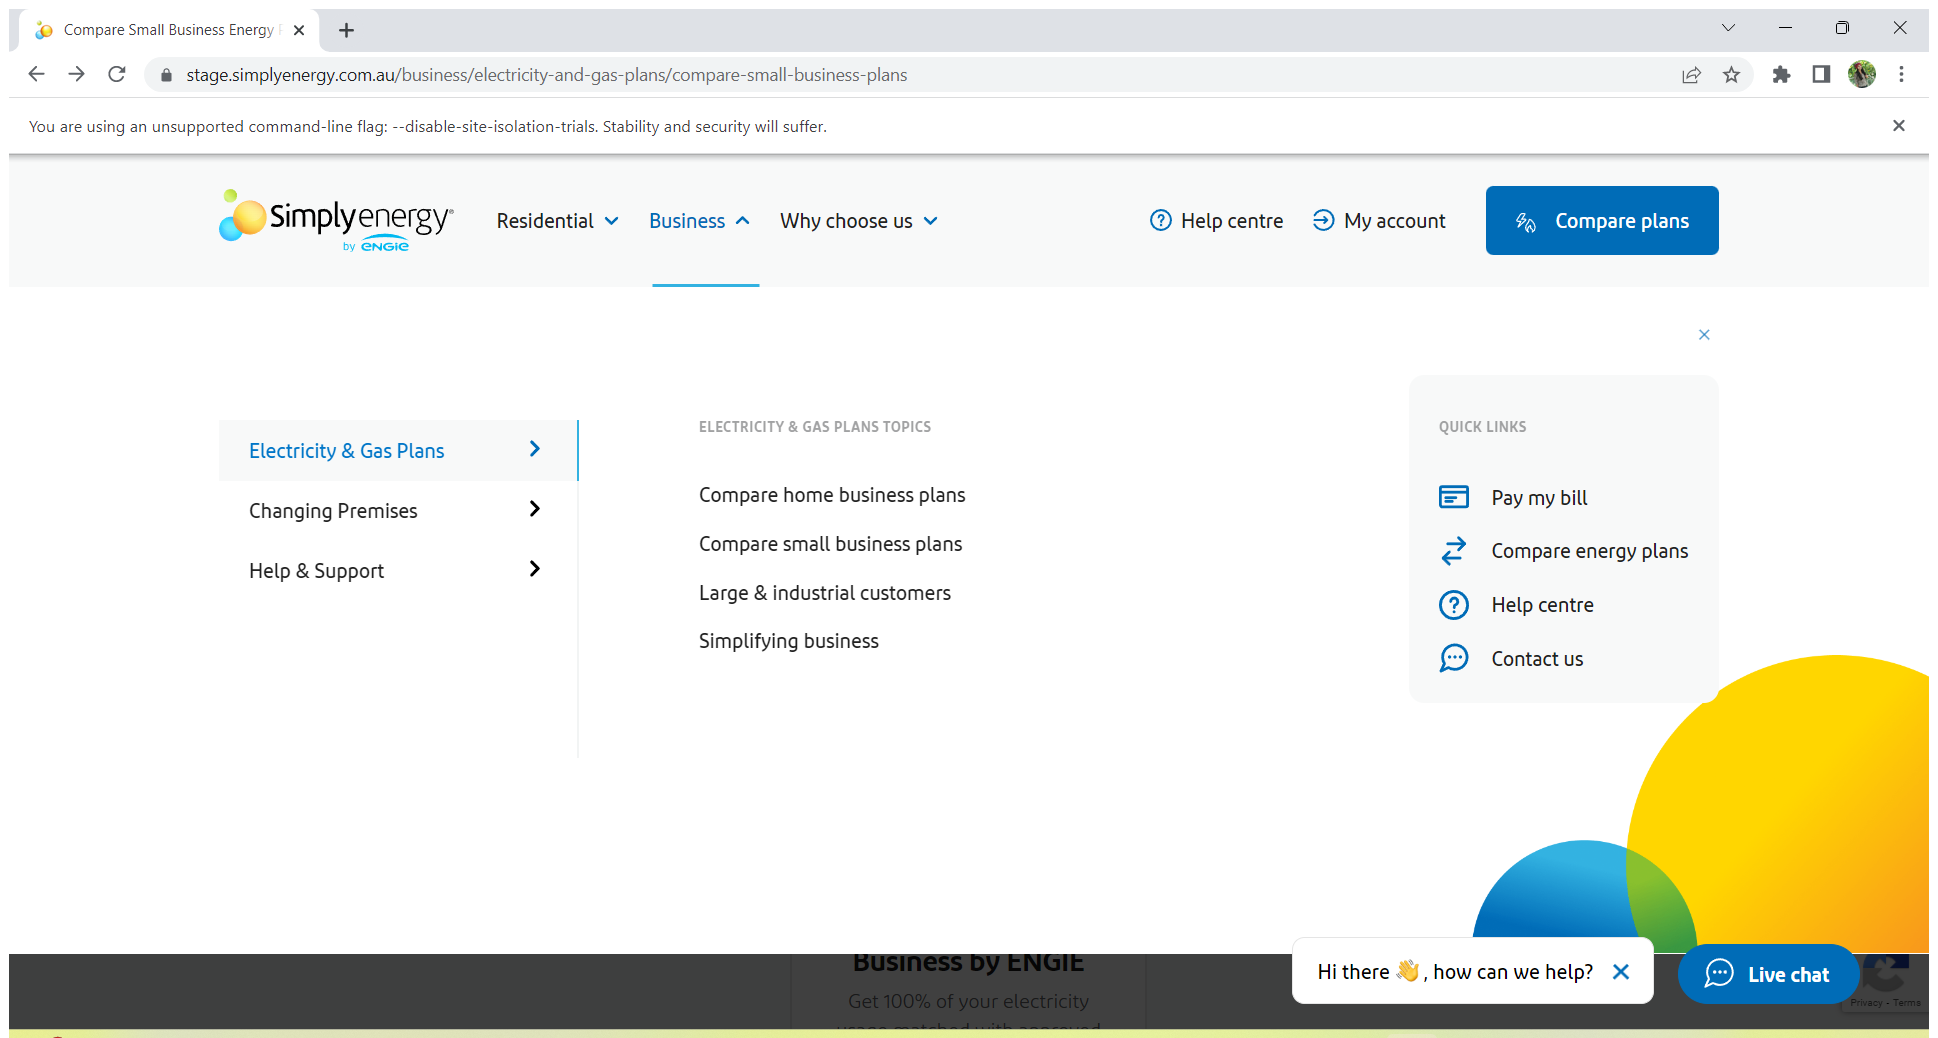 Compare Small Business Energy
stage.simplyenergy.com.au/business/electricity-and-gas-plans/compare-small-business-plans
You are using an unsupported command-line flag: --disable-site-isolation-trials. Stability and security will suffer.
Simplyenergy®
by ENGIE
Residential
Business
Why choose us
Help centre
My account
Compare plans
Electricity & Gas Plans
Changing Premises
Help & Support
ELECTRICITY & GAS PLANS TOPICS
Compare home business plans
Compare small business plans
Large & industrial customers
Simplifying business
QUICK LINKS
Pay my bill
Compare energy plans
Help centre
Contact us
Business by ENGIE
Get 100% of your electricity
usage matched with approved
Hi there 👋, how can we help?
Live chat
Privacy - Terms